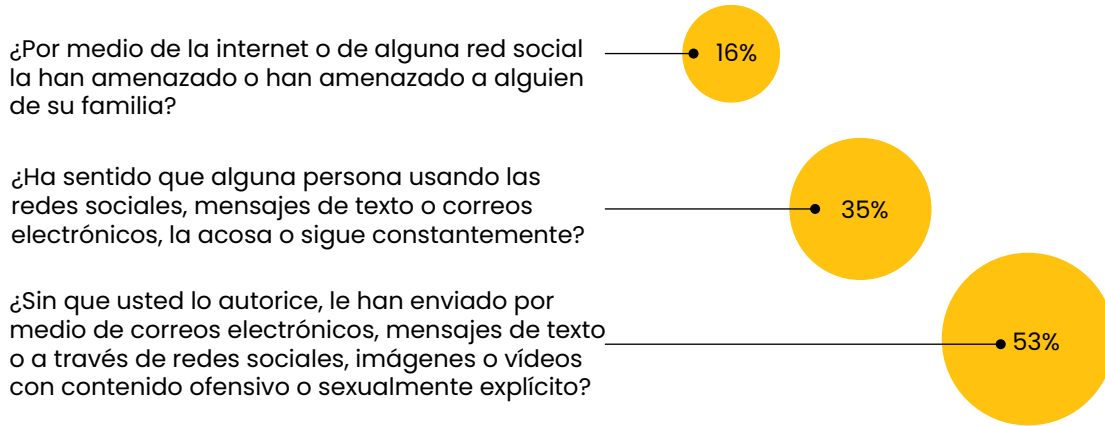 ¿Por medio de la internet o de alguna red social
la han amenazado o han amenazado a alguien
de su familia?
16%
¿Ha sentido que alguna persona usando las
redes sociales, mensajes de texto o correos
electrónicos, la acosa o sigue constantemente?
35%
¿Sin que usted lo autorice, le han enviado por
medio de correos electrónicos, mensajes de texto
o a través de redes sociales, imágenes o vídeos
con contenido ofensivo o sexualmente explícito?
53%